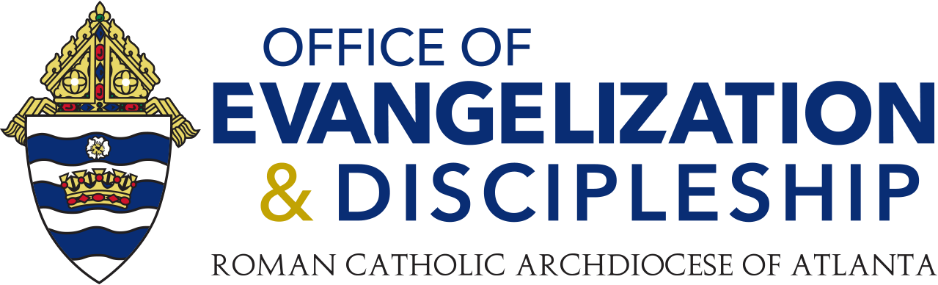 OFFICE OF
EVANGELIZATION
& DISCIPLESHIP
ROMAN CATHOLIC ARCHDIOCESE OF ATLANTA